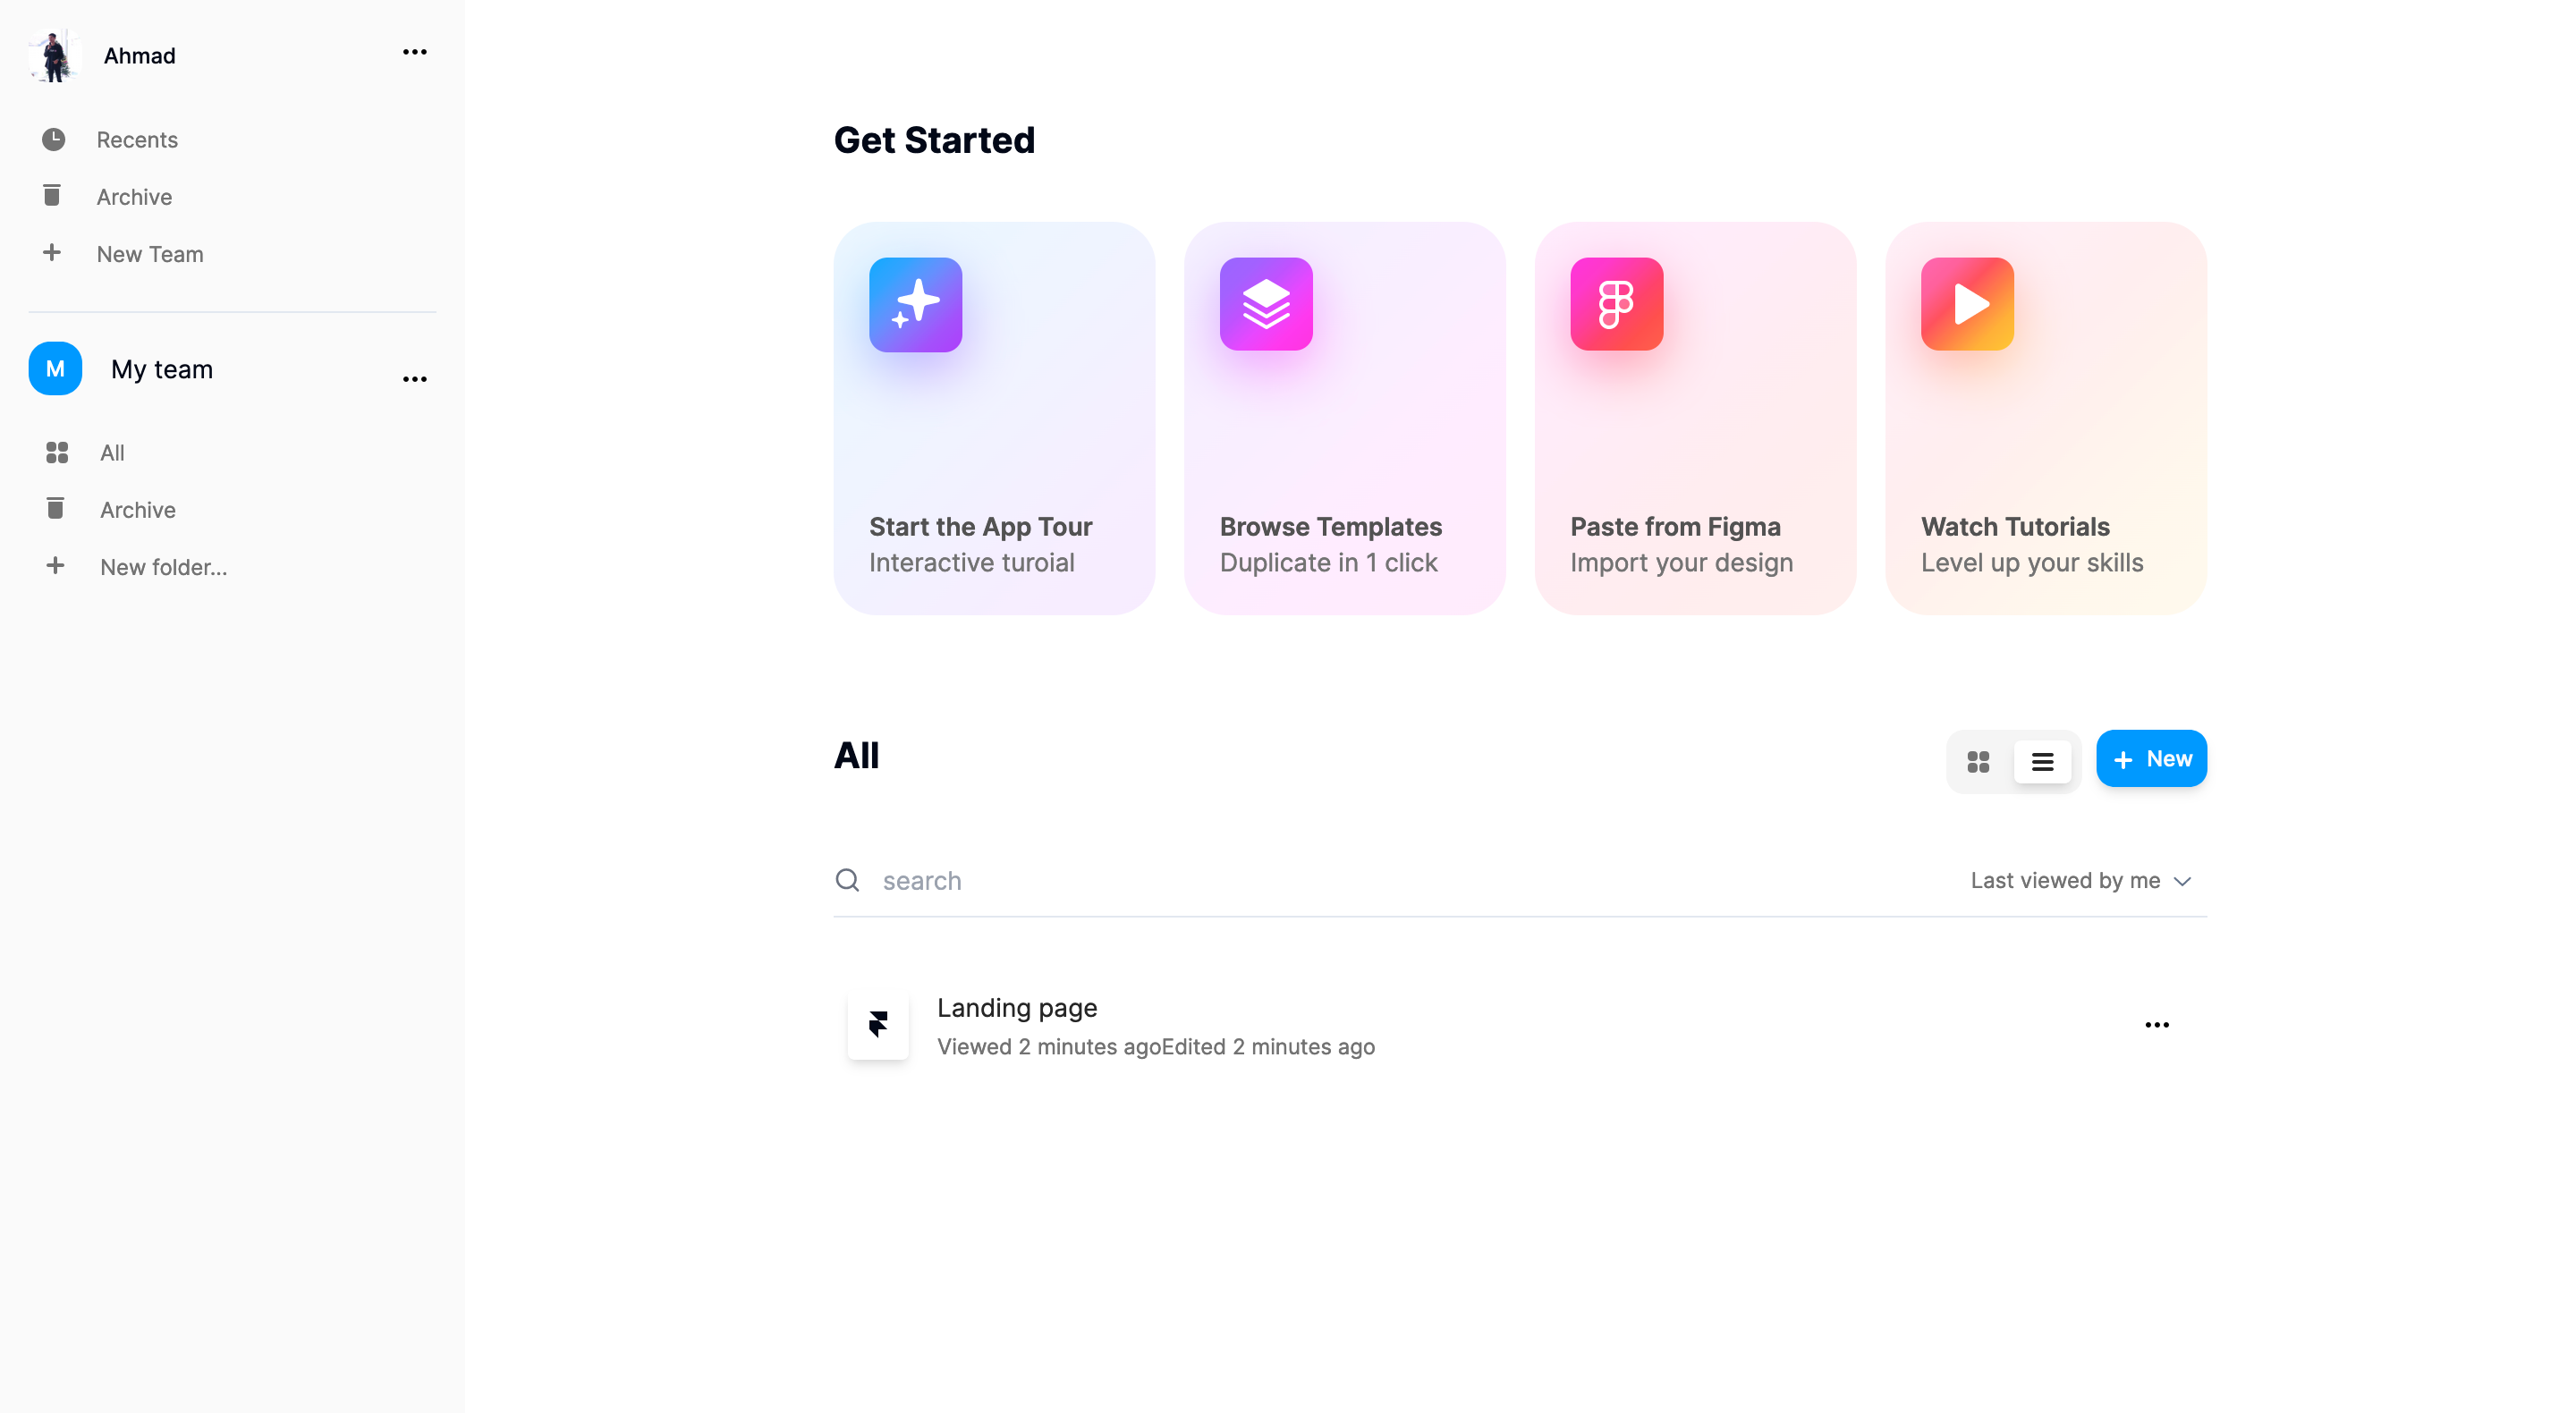 Ahmad
Recents
Archive
New Team
M
My team
All
Archive
New folder...
Get Started
Start the App Tour
Interactive turoial
Browse Templates
Duplicate in 1 click
Paste from Figma
Import your design
Watch Tutorials
Level up your skills
All
New
search
Last viewed by me
Landing page
Viewed 2 minutes agoEdited 2 minutes ago